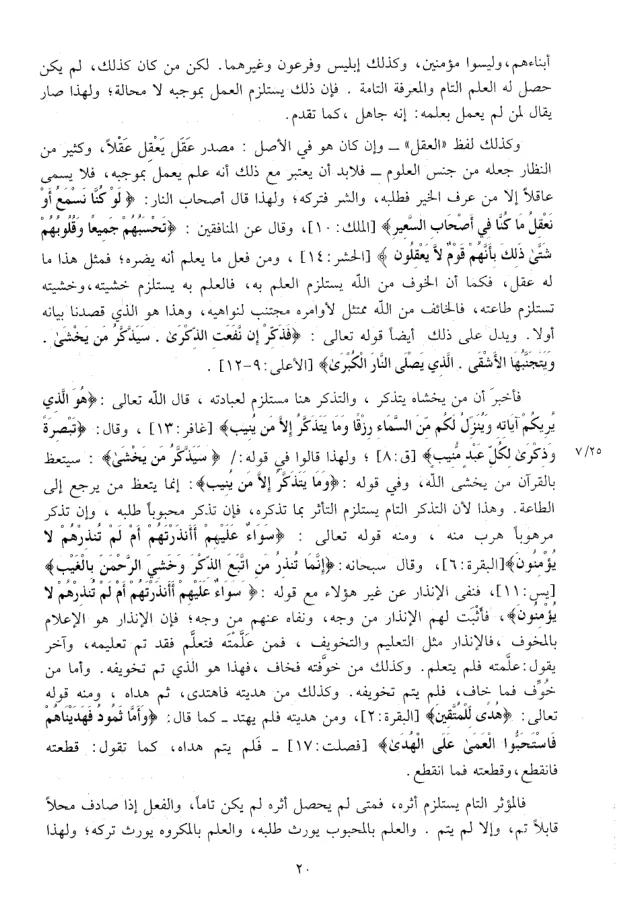 أبناءهم، وليسوا مؤمنين، وكذلك إبليس وفرعون وغيرهما. لكن من كان كذلك، لم يكن
حصل له العلم التام والمعرفة التامة . فإن ذلك يستلزم العمل بموجبه لا محالة؛ ولهذا صار
يقال لمن لم يعمل بعلمه: إنه جاهل ،كما تقدم.
وكذلك لفظ «العقل» ــ وإن كان هو في الأصل : مصدر عَقَل يَعْقِل عَقْلاً، وكثير من
النظار جعله من جنس العلوم ــ فلابد أن يعتبر مع ذلك أنه علم يعمل بموجبه، فلا يسمى
عاقلاً إلا من عرف الخير فطلبه، والشر فتركه؛ ولهذا قال أصحاب النار: ﴿ لَوْ كُنَّا نَسْمَعُ أَوْ
نَعْقِلُ مَا كُنَّا فِي أَصْحَابِ السَّعِيرِ﴾ [الملك:١٠]، وقال عن المنافقين : ﴿تَحْسَبُهُمْ جَمِيعًا وَقُلُوبُهُمْ
شَتَّىٰ ذَلِكَ بِأَنَّهُمْ قَوْمٌ لاَّ يَعْقِلُونَ ﴾ [الحشر:١٤] ، ومن فعل ما يعلم أنه يضره؛ فمثل هذا ما
له عقل، فكما أن الخوف من اللّه يستلزم العلم به، فالعلم به يستلزم خشيته،وخشيته
تستلزم طاعته، فالخائف من اللّه ممتثل لأوامره مجتنب لنواهيه، وهذا هو الذي قصدنا بيانه
أولا. ويدل على ذلك أيضاً قوله تعالى : ﴿فَذَكِّرْ إِن نَّفَعَتِ الذِّكْرَىٰ . سَيَذَّكَّرُ مَن يَخْشَىٰ .
وَيَتَجَنَّبُهَا الأَشْقَى . الَّذِي يَصْلَى النَّارَ الْكُبْرَىٰ﴾ [الأعلى:٩-١٢] .
فأخبرَ أن من يخشاه يتذكر ، والتذكر هنا مستلزم لعبادته ، قال اللّه تعالى :﴿هُوَ الَّذِي
يُرِيكُمْ آيَاتِهِ وَيُنَزِّلُ لَكُم مِّنَ السَّمَاءِ رِزْقًا وَمَا يَتَذَكَّرُ إِلاَّ مَن يُنِيبُ﴾ [غافر:١٣] ، وقال: ﴿تَبْصِرَةً
وَذِكْرَىٰ لِكُلِّ عَبْدٍ مُّنِيبٍ﴾ [ق:٨] ؛ ولهذا قالوا في قوله:/ ﴿ سَيَذَّكَّرُ مَن يَخْشَىٰ﴾ : سيتعظ
٧/٢٥
بالقرآن من يخشى اللّه، وفي قوله : ﴿وَمَا يَتَذَكَّرُ إِلاَّ مَن يُنِيبُ﴾: إنما يتعظ من يرجع إلى
الطاعة. وهذا لأن التذكر التام يستلزم التأثر بما تذكره، فإن تذكر محبوباً طلبه ، وإن تذكر
مرهوباً هرب منه ، ومنه قوله تعالى : ﴿سَوَاءٌ عَلَيْهِمْ أَأَنذَرْتَهُمْ أَمْ لَمْ تُنذِرْهُمْ لا
يُؤْمِنُونَ﴾[البقرة:٦]، وقال سبحانه:﴿إِنَّمَا تُنذِرُ مَنِ اتَّبَعَ الذِّكْرَ وَخَشِيَ الرَّحْمَنَ بِالْغَيْبِ﴾
[يس:١١]، فنفى الإنذار عن غير هؤلاء مع قوله :﴿ سَوَاءٌ عَلَيْهِمْ أَأَنذَرْتَهُمْ أَمْ لَمْ تُنذِرْهُمْ لا
يُؤْمِنُونَ﴾، فأثبت لهم الإنذار من وجه، ونفاه عنهم من وجه؛ فإن الإنذار هو الإعلام
بالمخوف ،فالإنذار مثل التعليم والتخويف ، فمن عَلَّمْتَه فتعلَّم فقد تم تعليمه، وآخر
يقول:علَّمته فلم يتعلم. وكذلك من خوَّفته فخاف ،فهذا هو الذي تم تخويفه. وأما من
خُوِّف فما خاف، فلم يتم تخويفه. وكذلك من هديته فاهتدى، تم هداه ، ومنه قوله
تعالى: ﴿هُدًى لِلْمُتَّقِينَ﴾ [البقرة:٢]، ومن هديته فلم يهتد ـ كما قال: ﴿وَأَمَّا ثَمُودُ فَهَدَيْنَاهُمْ
فَاسْتَحَبُّوا الْعَمَىٰ عَلَى الْهُدَىٰ﴾ [فصلت:١٧] ـ فلم يتم هداه، كما تقول: قطعته
فانقطع ،وقطعته فما انقطع.
فالمؤثر التام يستلزم أثره، فمتى لم يحصل أثره لم يكن تاماً، والفعل إذا صادف محلاً
قابلاً تم، وإلا لم يتم . والعلم بالمحبوب يورث طلبه، والعلم بالمكروه يورث تركه؛ ولهذا
٢٠